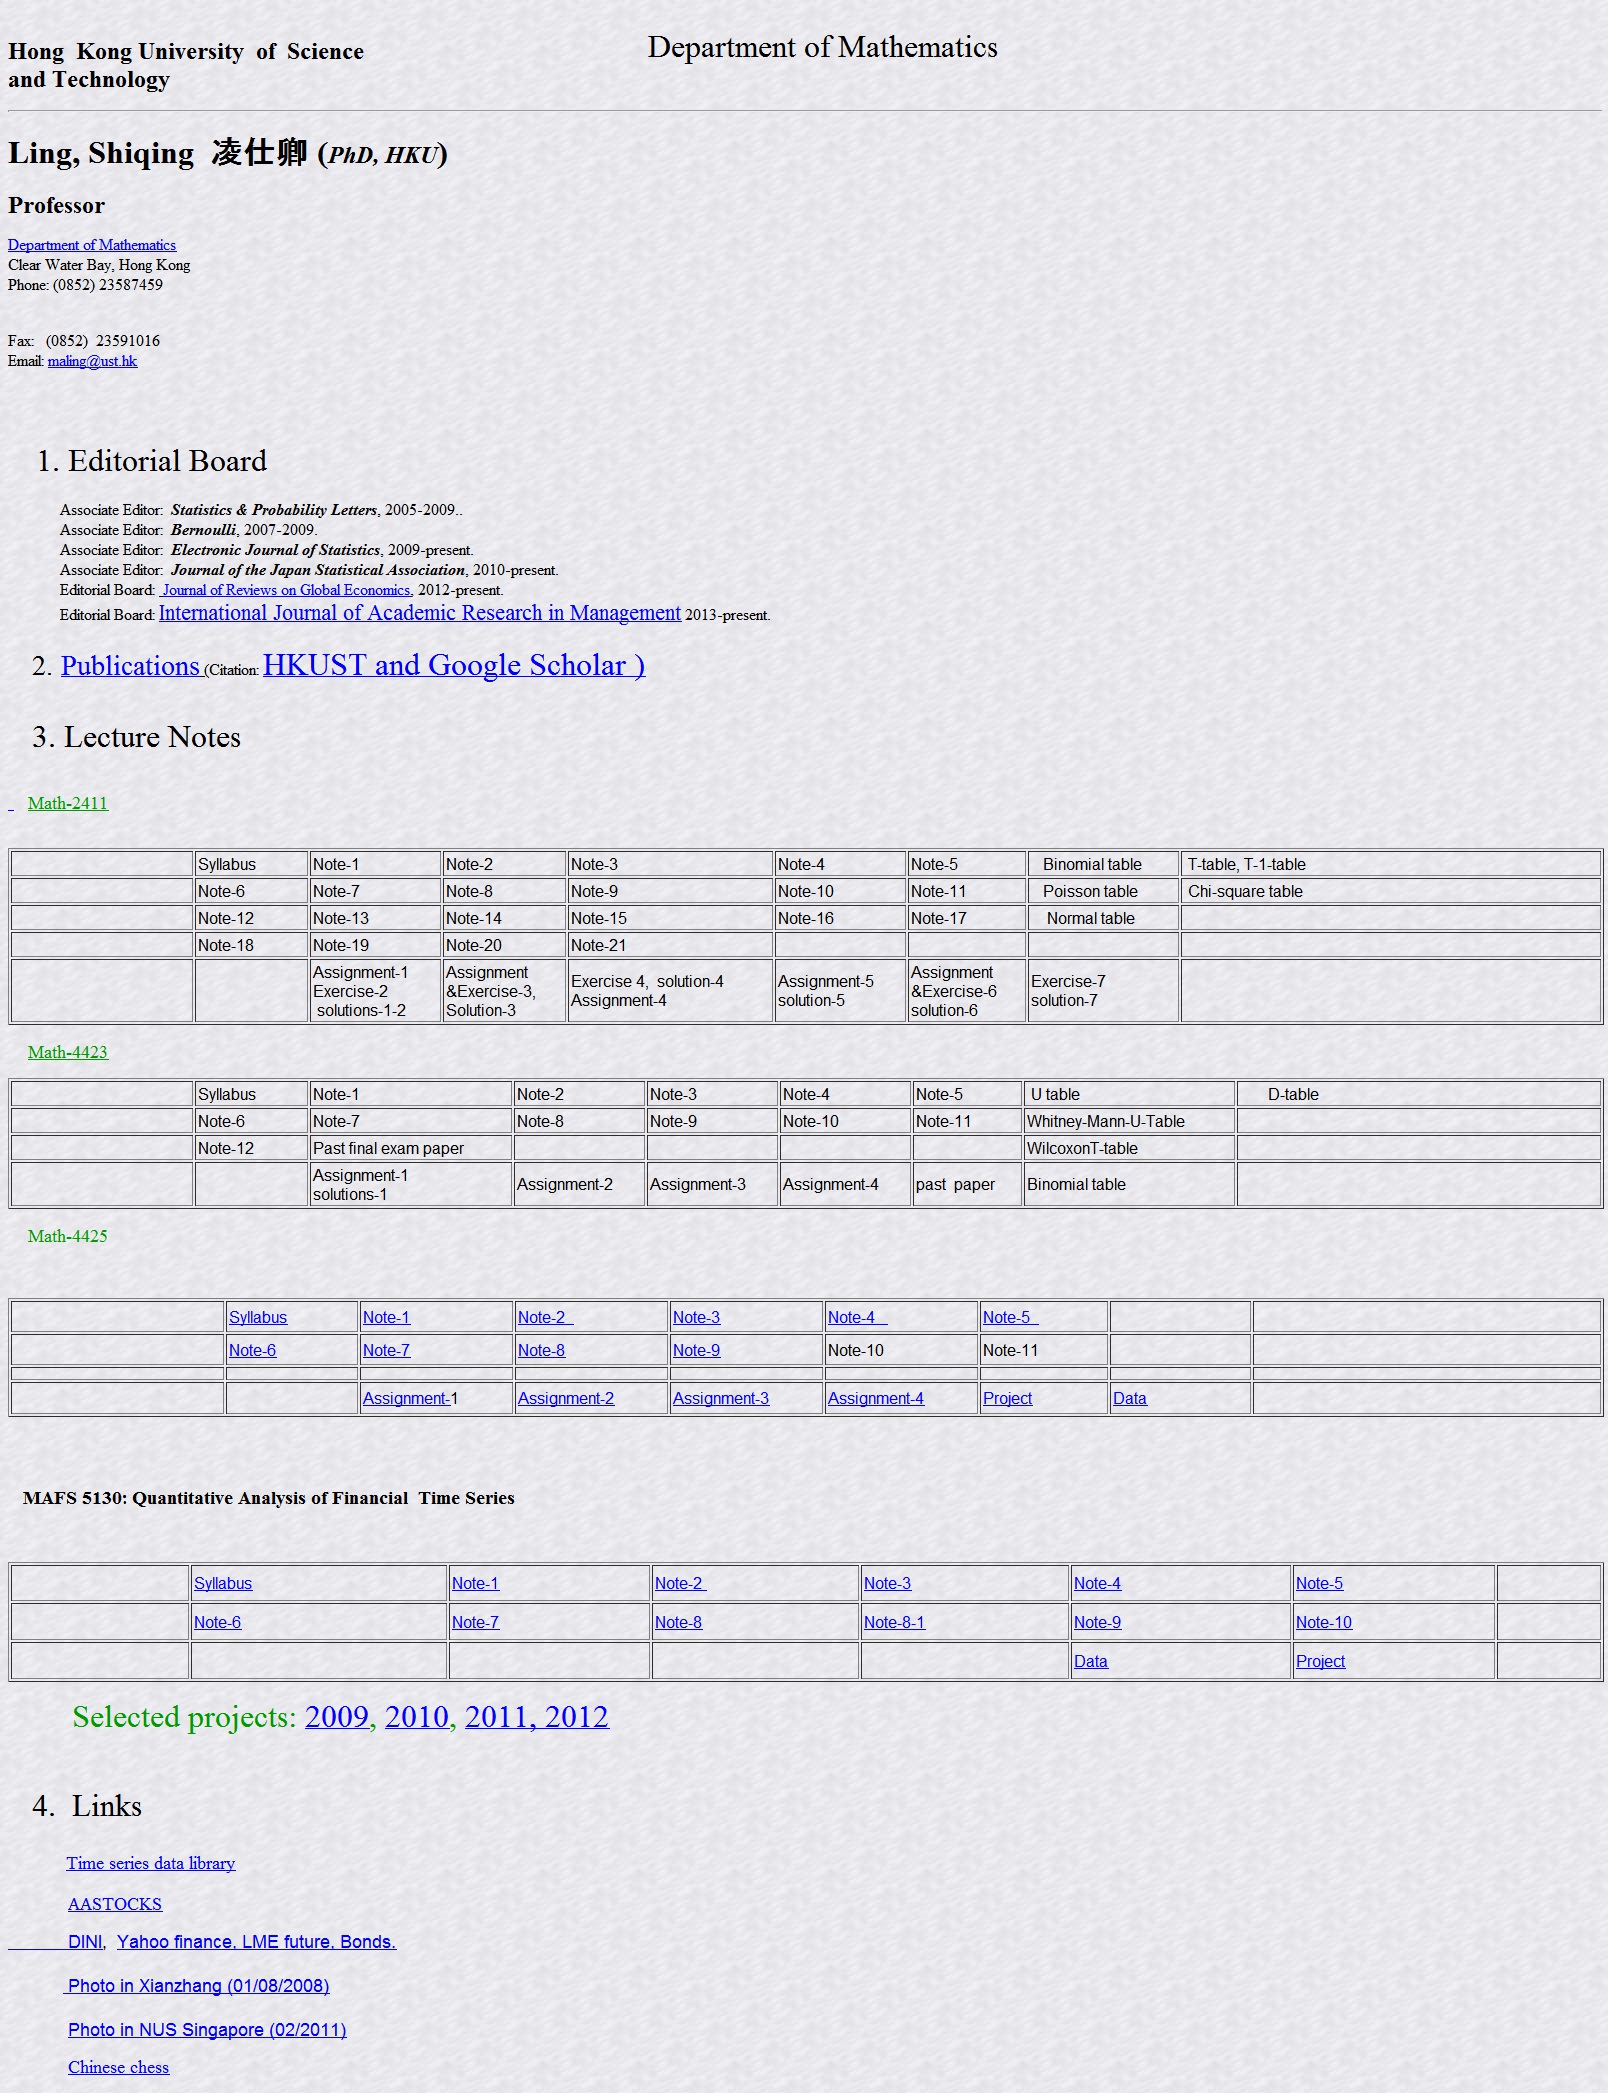 Hong Kong University of Science
and Technology
Department of Mathematics
Ling, Shiqing 凌仕卿 (PhD, HKU)
Professor
Department of Mathematics
Clear Water Bay, Hong Kong
Phone: (0852) 23587459
Fax: (0852) 23591016
Email: maling@ust.hk
1. Editorial Board
Associate Editor: Statistics & Probability Letters, 2005-2009..
Associate Editor: Bernoulli, 2007-2009.
Associate Editor: Electronic Journal of Statistics, 2009-present.
Associate Editor: Journal of the Japan Statistical Association, 2010-present.
Editorial Board: Journal of Reviews on Global Economics, 2012-present.
Editorial Board: International Journal of Academic Research in Management 2013-present.
2. Publications (Citation: HKUST and Google Scholar )
3. Lecture Notes
Math-2411
Syllabus Note-1 Note-2 Note-3 Note-4 Note-5 Binomial table T-table, T-1-table
Note-6 Note-7 Note-8 Note-9 Note-10 Note-11 Poisson table Chi-square table
Note-12 Note-13 Note-14 Note-15 Note-16 Note-17 Normal table
Note-18 Note-19 Note-20 Note-21
Assignment-1
Exercise-2
solutions-1-2
Assignment
&Exercise-3,
Solution-3
Exercise 4, solution-4
Assignment-4
Assignment-5
solution-5
Assignment
&Exercise-6
solution-6
Exercise-7
solution-7
Math-4423
Syllabus Note-1 Note-2 Note-3 Note-4 Note-5 U table D-table
Note-6 Note-7 Note-8 Note-9 Note-10 Note-11 Whitney-Mann-U-Table
Note-12 Past final exam paper WilcoxonT-table
Assignment-1
solutions-1
Assignment-2 Assignment-3 Assignment-4 past paper Binomial table
Math-4425
Syllabus Note-1 Note-2 Note-3 Note-4 Note-5
Note-6 Note-7 Note-8 Note-9 Note-10 Note-11
Assignment-1 Assignment-2 Assignment-3 Assignment-4 Project Data
MAFS 5130: Quantitative Analysis of Financial Time Series
Syllabus Note-1 Note-2 Note-3 Note-4 Note-5
Note-6 Note-7 Note-8 Note-8-1 Note-9 Note-10
Data Project
Selected projects: 2009, 2010, 2011, 2012
4. Links
Time series data library
AASTOCKS
DINI, Yahoo finance, LME future, Bonds.
Photo in Xianzhang (01/08/2008)
Photo in NUS Singapore (02/2011)
Chinese chess